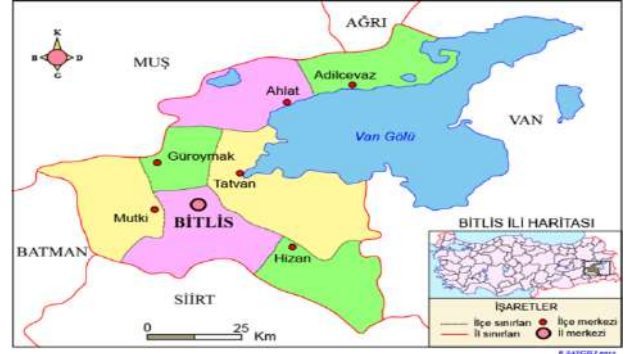 AĞRI
K
B D
G
MUŞ
Adilcevaz
Ahlat
VAN
Van Gölü
Güroymak
Tatvan
Mutki
BİTLİS
BİTLİS İLİ HARİTASI
BATMAN
Hizan
SİİRT
İŞARETLER
İlçe sınırları İlçe merkezi
İl sınırları İl merkezi
0 25
Km